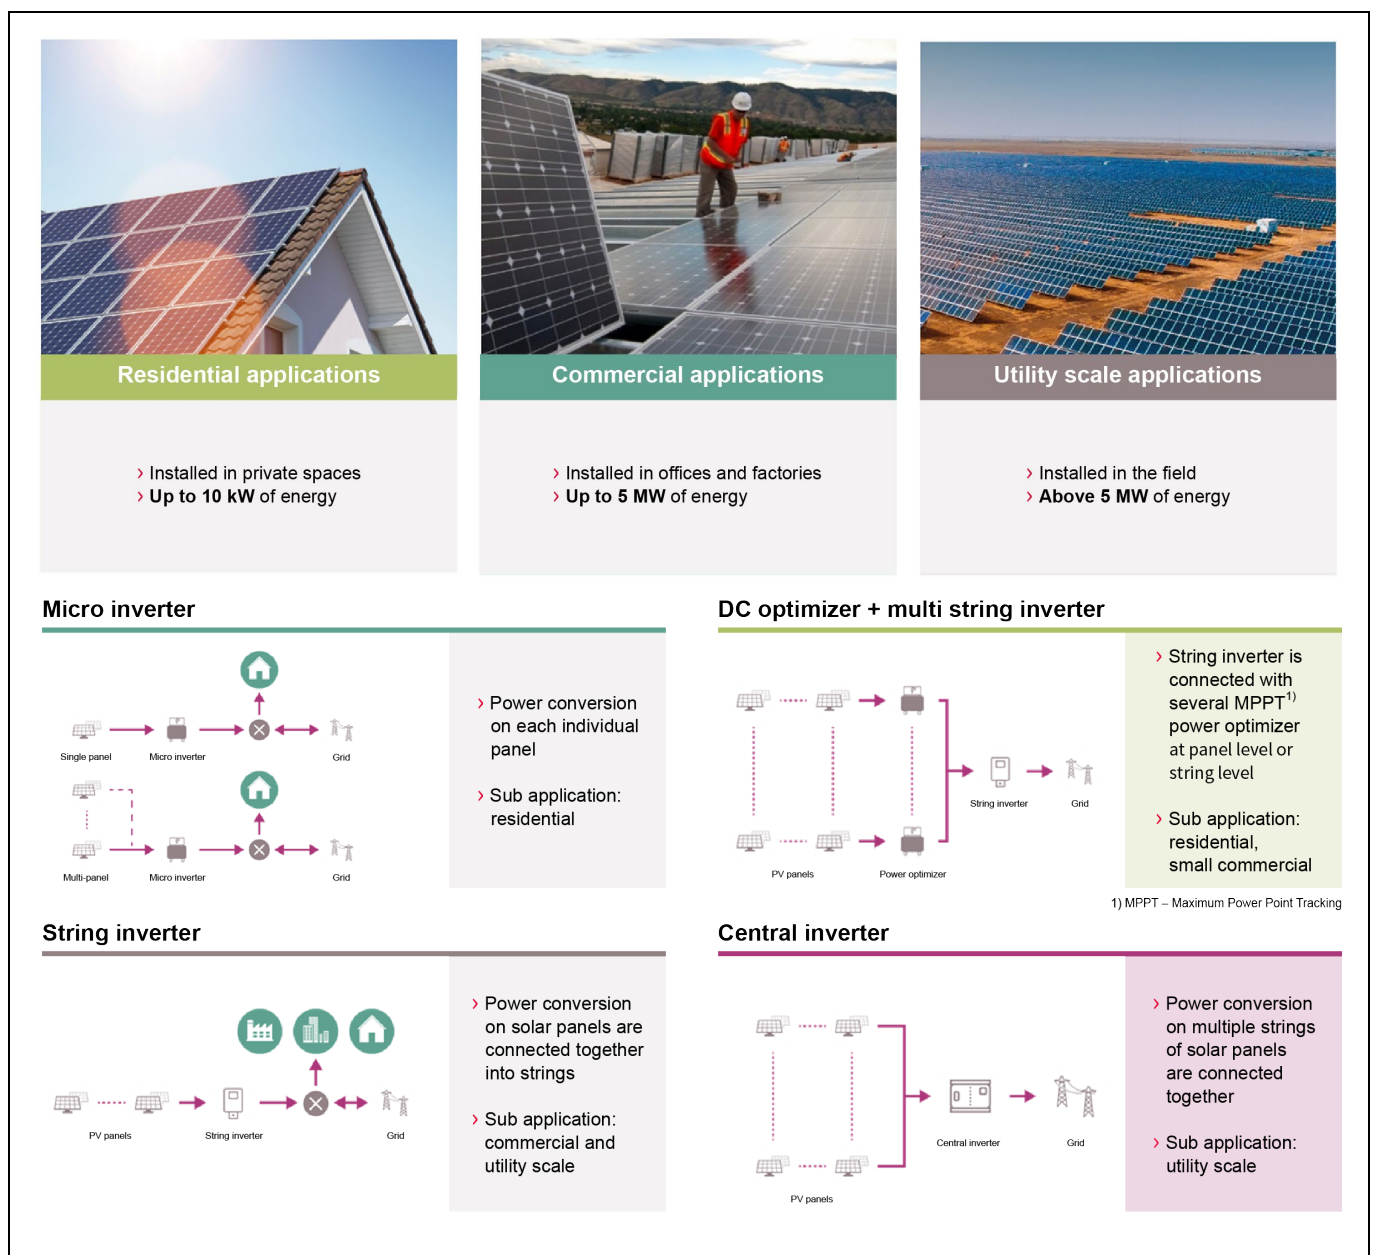 Residential applications
Commercial applications
Utility scale applications
› Installed in private spaces
› Up to 10 kW of energy
› Installed in offices and factories
› Up to 5 MW of energy
› Installed in the field
› Above 5 MW of energy
Micro inverter
Single panel
Micro inverter
Grid
Multi-panel
Micro inverter
Grid
› Power conversion
on each individual
panel
› Sub application:
residential
DC optimizer + multi string inverter
PV panels
Power optimizer
String inverter
Grid
› String inverter is
connected with
several MPPT1)
power optimizer
at panel level or
string level
› Sub application:
residential,
small commercial
1) MPPT – Maximum Power Point Tracking
String inverter
PV panels
String inverter
Grid
› Power conversion
on solar panels are
connected together
into strings
› Sub application:
commercial and
utility scale
Central inverter
PV panels
Central inverter
Grid
› Power conversion
on multiple strings
of solar panels
are connected
together
› Sub application:
utility scale